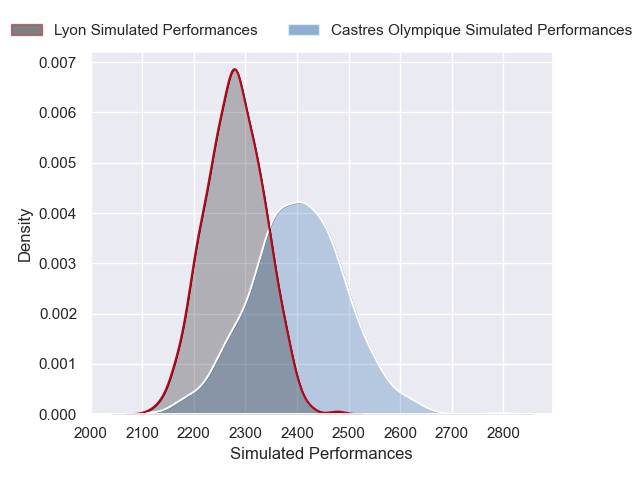 Lyon Simulated Performances
Castres Olympique Simulated Performances
0.007
0.006
0.005
0.004
0.003
0.002
0.001
0.000
Density
2000 2100 2200 2300 2400 2500 2600 2700 2800
Simulated Performances